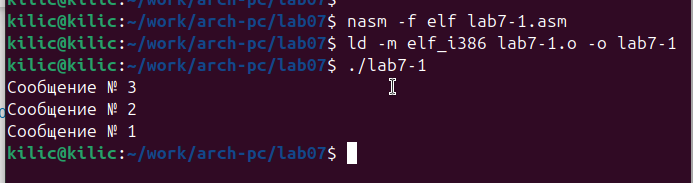 kilic@kilic:~/work/arch-pc/lab07$ nasm -f elf lab7-1.asm
kilic@kilic:~/work/arch-pc/lab07$ ld -m elf_i386 lab7-1.o -o lab7-1
kilic@kilic:~/work/arch-pc/lab07$ ./lab7-1
Сообщение № 3
Сообщение № 2
Сообщение № 1
kilic@kilic:~/work/arch-pc/lab07$